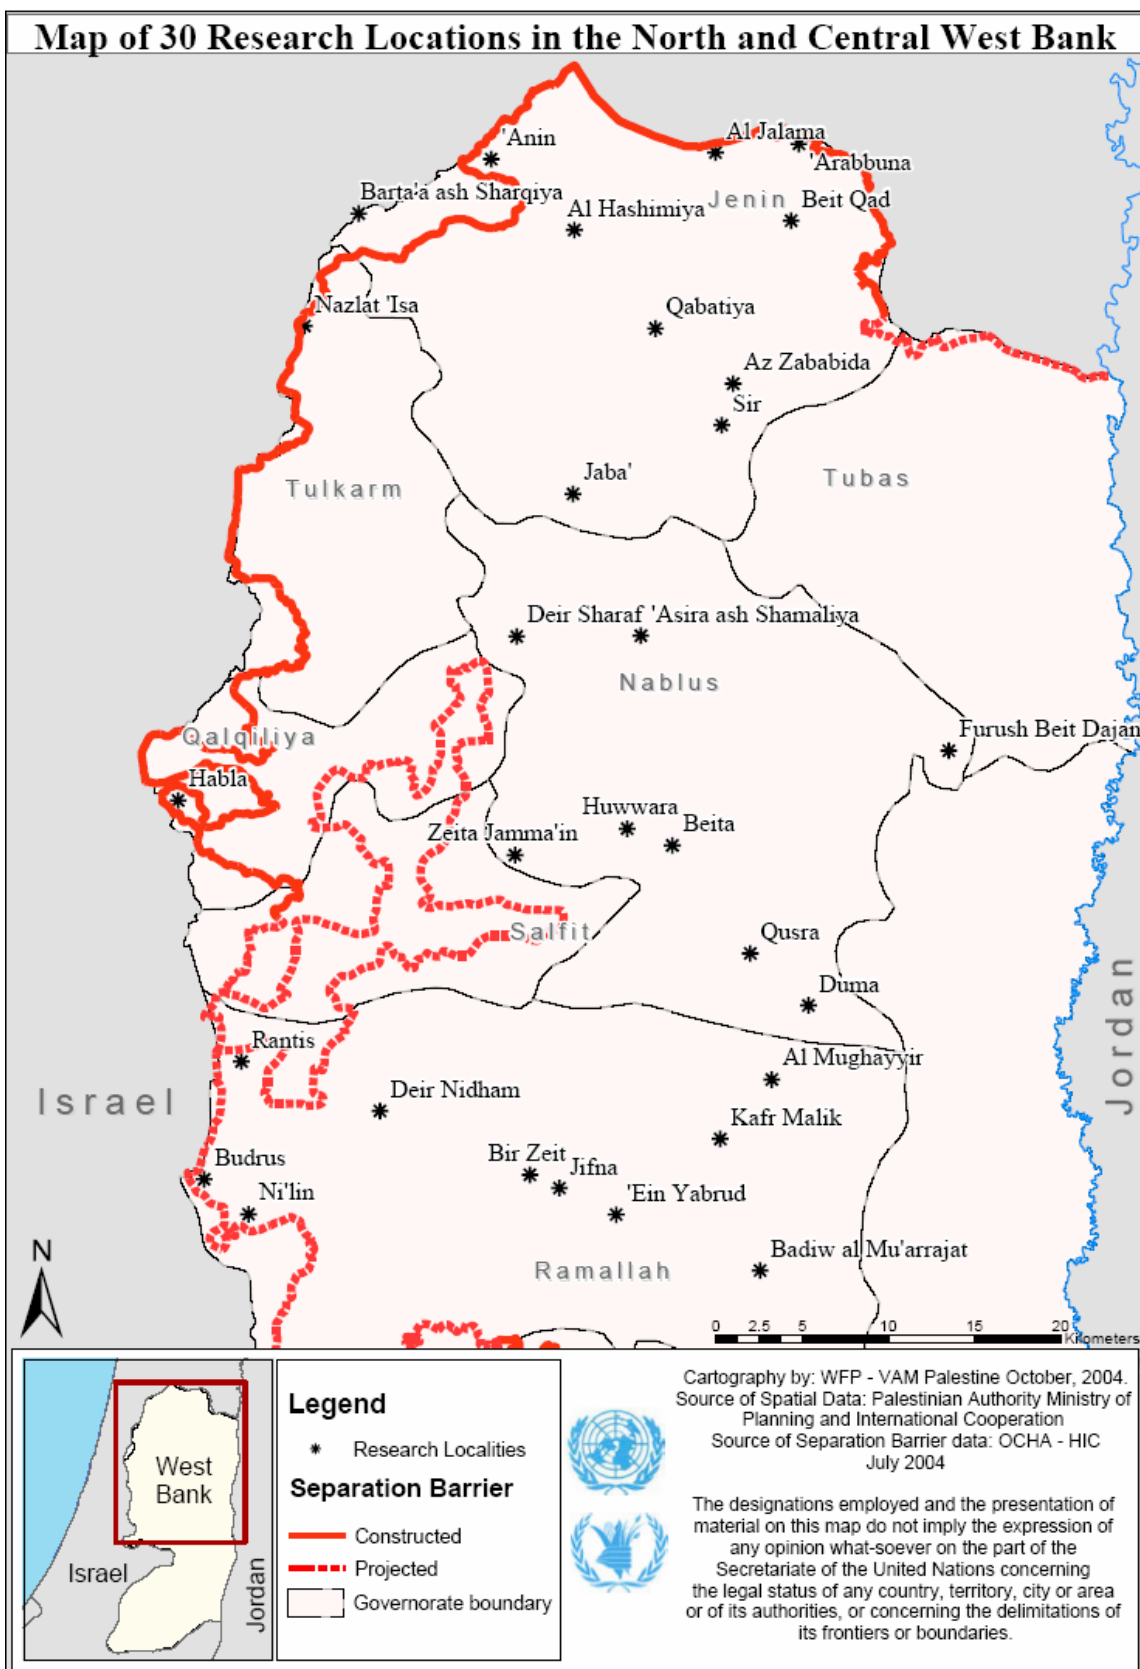 Map of 30 Research Locations in the North and Central West Bank
'Anin
Al Jalama
'Arabbuna
Barta'a ash Sharqiya
Jenin
Beit Qad
Al Hashimiya
Nazlat 'Isa
Qabatiya
Az Zababida
Sir
Tulkarm
Jaba'
Tubas
Deir Sharaf
'Asira ash Shamaliya
Nablus
Qalqiliya
Furush Beit Dajan
Habla
Huwwara
Beita
Zeita Jamma'in
Salfit
Qusra
Duma
Jordan
Rantis
Al Mughayyir
Israel
Deir Nidham
Kafr Malik
Budrus
Bir Zeit
Jifna
Ni'lin
'Ein Yabrud
N
Ramallah
Badiw al Mu'arrajat
0 2.5 5 10 15 20
Kilometers
West
Bank
Israel
Jordan
Legend
Research Localities
Separation Barrier
Constructed
Projected
Governorate boundary
Cartography by: WFP - VAM Palestine October, 2004.
Source of Spatial Data: Palestinian Authority Ministry of
Planning and International Cooperation
Source of Separation Barrier data: OCHA - HIC
July 2004
The designations employed and the presentation of
material on this map do not imply the expression of
any opinion what-soever on the part of the
Secretariate of the United Nations concerning
the legal status of any country, territory, city or area
or of its authorities, or concerning the delimitations of
its frontiers or boundaries.